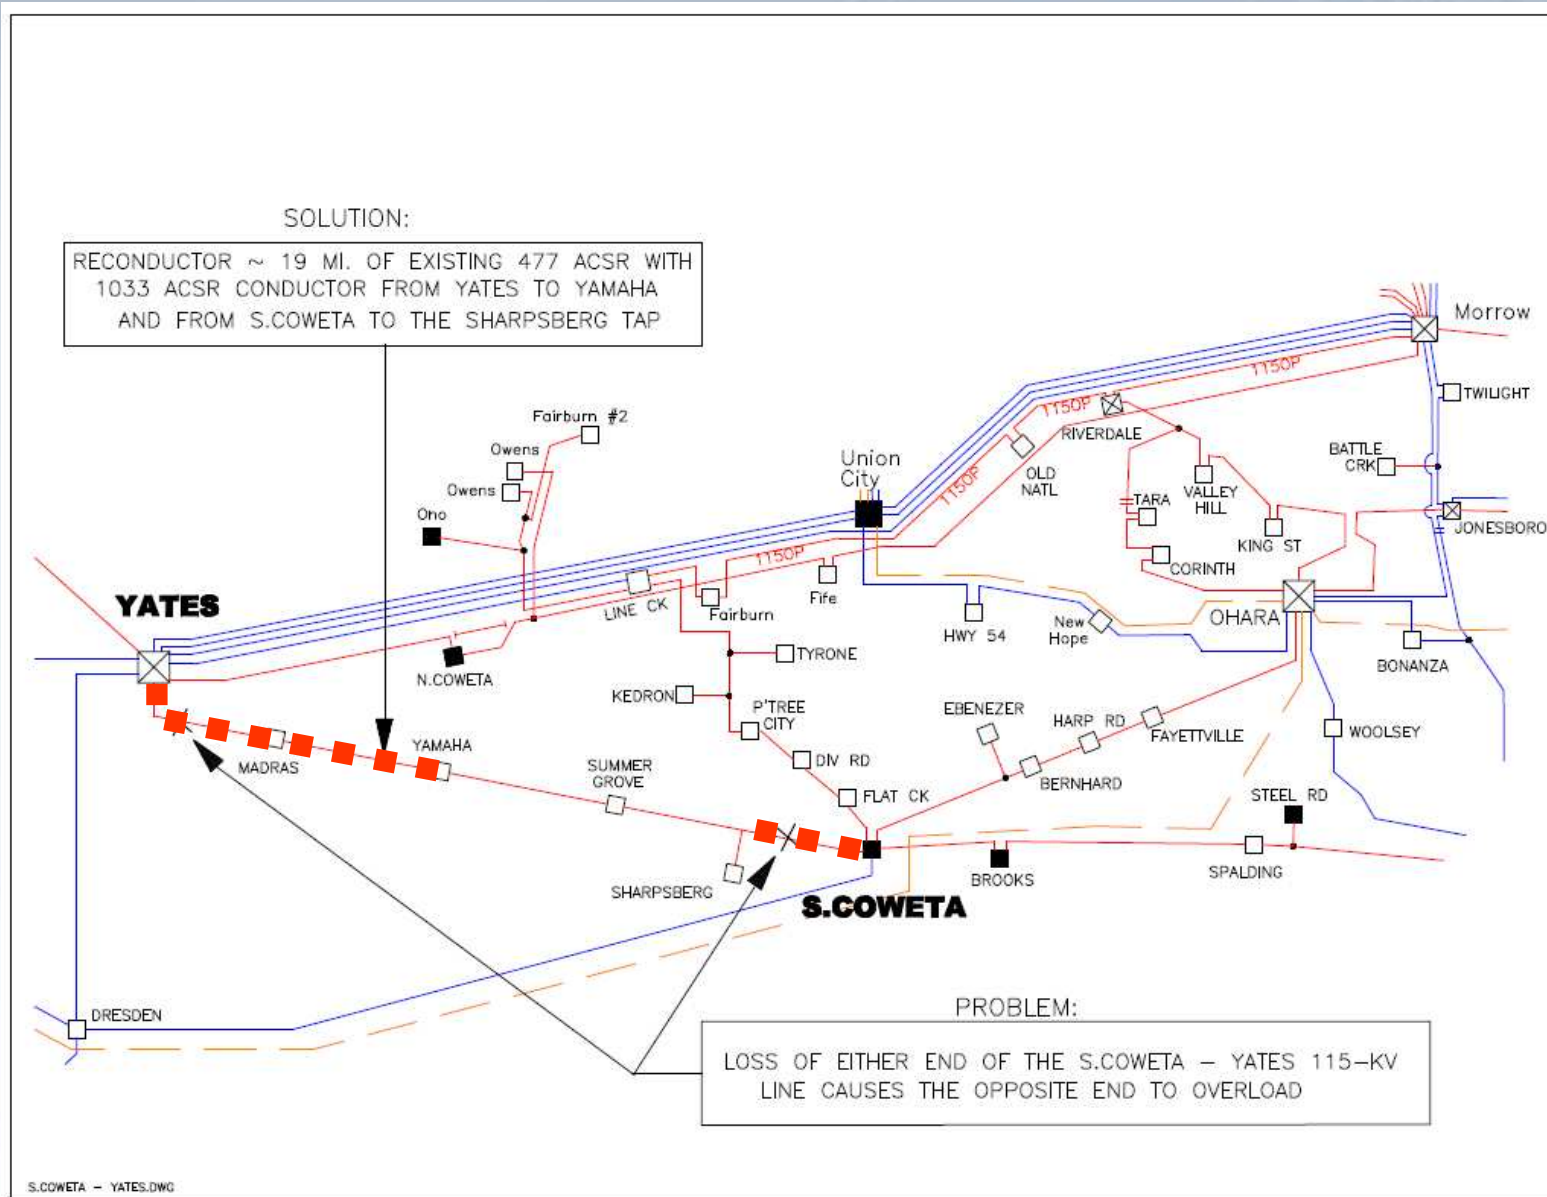 SOLUTION:
RECONDUCTOR ~ 19 MI. OF EXISTING 477 ACSR WITH
1033 ACSR CONDUCTOR FROM YATES TO YAMAHA
AND FROM S.COWETA TO THE SHARPSBERG TAP
Morrow
1150P
TWILIGHT
1150P
RIVERDALE
Fairburn #2
Owens
Owens
Ono
Union
City
OLD
NATL
1150P
BATTLE
CRK
VALLEY
HILL
TARA
JONESBORO
KING ST
CORINTH
1150P
YATES
LINE CK
Fairburn
Fife
HWY 54
New
Hope
OHARA
BONANZA
N.COWETA
TYRONE
KEDRON
P'TREE
CITY
EBENEZER
HARP RD
FAYETTVILLE
WOOLSEY
MADRAS
YAMAHA
SUMMER
GROVE
DIV RD
BERNHARD
FLAT CK
STEEL RD
SHARPSBERG
BROOKS
SPALDING
S.COWETA
DRESDEN
PROBLEM:
LOSS OF EITHER END OF THE S.COWETA – YATES 115–KV
LINE CAUSES THE OPPOSITE END TO OVERLOAD
S.COWETA – YATES.DWG